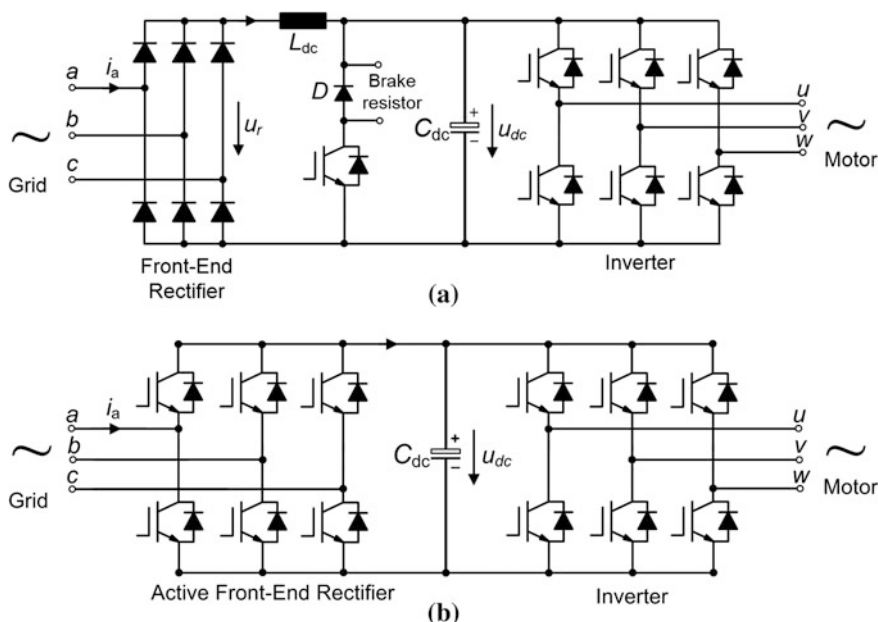 L_dc
a i_a
D Brake
resistor
u
b u_r C_dc + − u_dc v
c w
~ ~
Grid Motor
Front-End
Rectifier
Inverter
(a)
a i_a
u
b C_dc + − u_dc v
c w
~ ~
Grid Motor
Active Front-End Rectifier
Inverter
(b)